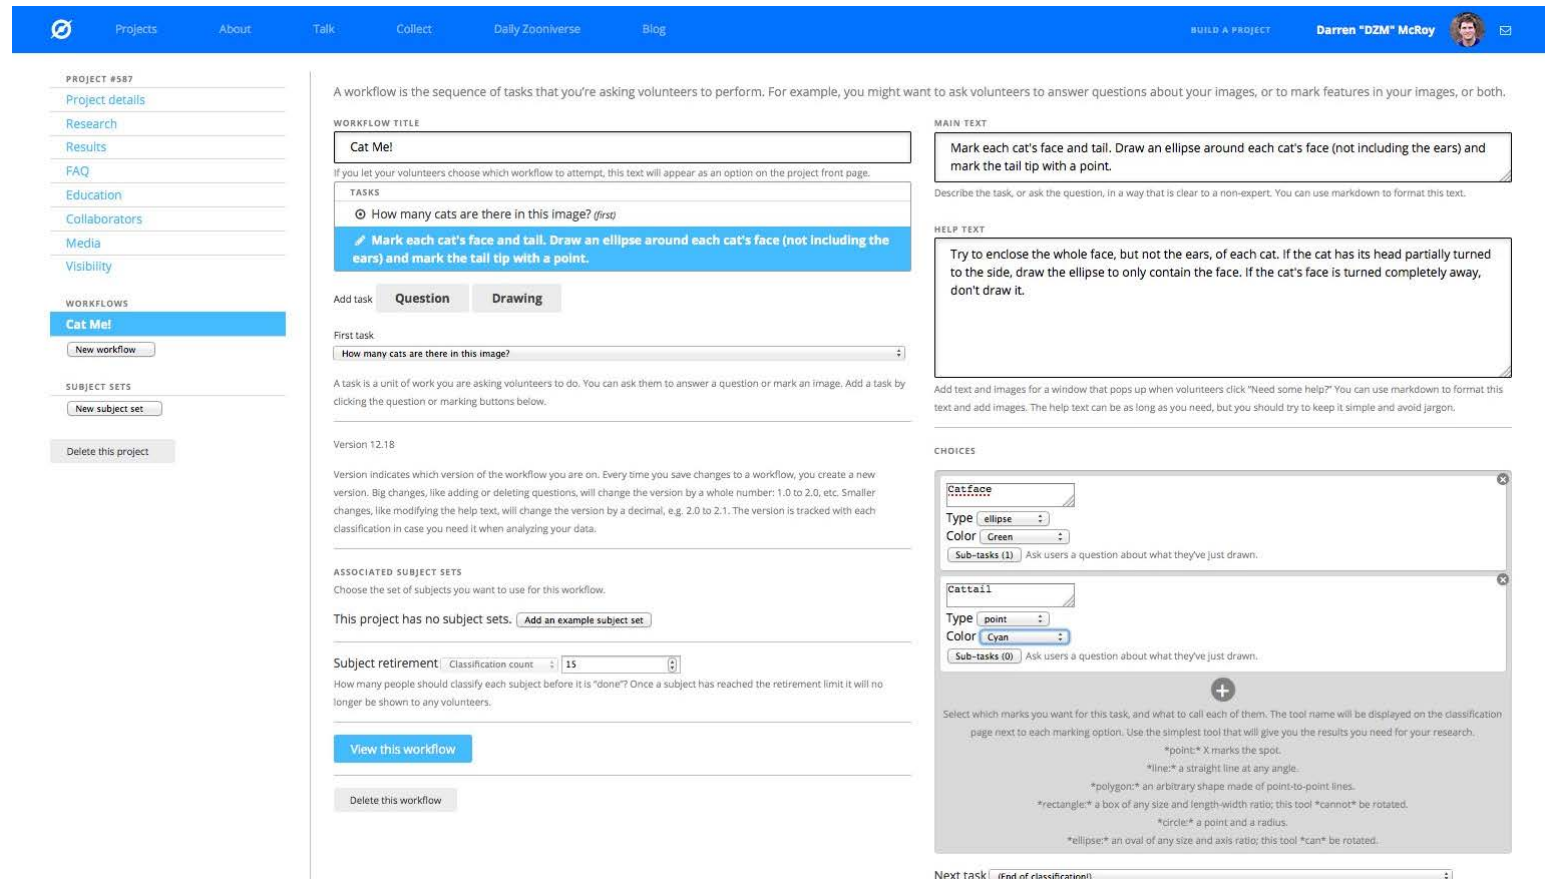 Projects About Talk Collect Daily Zooniverse Blog BUILD A PROJECT Darren "DZM" McRoy
PROJECT #587
Project details
Research
Results
FAQ
Education
Collaborators
Media
Visibility
WORKFLOWS
Cat Me!
New workflow
SUBJECT SETS
New subject set
Delete this project
A workflow is the sequence of tasks that you're asking volunteers to perform. For example, you might want to ask volunteers to answer questions about your images, or to mark features in your images, or both.
WORKFLOW TITLE
Cat Me!
If you let your volunteers choose which workflow to attempt, this text will appear as an option on the project front page.
TASKS
How many cats are there in this image? (first)
Mark each cat's face and tail. Draw an ellipse around each cat's face (not including the
ears) and mark the tail tip with a point.
Add task Question Drawing
First task
How many cats are there in this image?
A task is a unit of work you are asking volunteers to do. You can ask them to answer a question or mark an image. Add a task by
clicking the question or marking buttons below.
Version 12.18
Version indicates which version of the workflow you are on. Every time you save changes to a workflow, you create a new
version. Big changes, like adding or deleting questions, will change the version by a whole number: 1.0 to 2.0, etc. Smaller
changes, like modifying the help text, will change the version by a decimal, e.g. 2.0 to 2.1. The version is tracked with each
classification in case you need it when analyzing your data.
ASSOCIATED SUBJECT SETS
Choose the set of subjects you want to use for this workflow.
This project has no subject sets. Add an example subject set
Subject retirement Classification count 15
How many people should classify each subject before it is "done"? Once a subject has reached the retirement limit it will no
longer be shown to any volunteers.
View this workflow
Delete this workflow
MAIN TEXT
Mark each cat's face and tail. Draw an ellipse around each cat's face (not including the ears) and
mark the tail tip with a point.
Describe the task, or ask the question, in a way that is clear to a non-expert. You can use markdown to format this text.
HELP TEXT
Try to enclose the whole face, but not the ears, of each cat. If the cat has its head partially turned
to the side, draw the ellipse to only contain the face. If the cat's face is turned completely away,
don't draw it.
Add text and images for a window that pops up when volunteers click "Need some help?" You can use markdown to format this
text and add images. The help text can be as long as you need, but you should try to keep it simple and avoid jargon.
CHOICES
Catface
Type ellipse
Color Green
Sub-tasks (1) Ask users a question about what they've just drawn.
Cattail
Type point
Color Cyan
Sub-tasks (0) Ask users a question about what they've just drawn.
Select which marks you want for this task, and what to call each of them. The tool name will be displayed on the classification
page next to each marking option. Use the simplest tool that will give you the results you need for your research.
*point:* X marks the spot.
*line:* a straight line at any angle.
*polygon:* an arbitrary shape made of point-to-point lines.
*rectangle:* a box of any size and length-width ratio; this tool *cannot* be rotated.
*circle:* a point and a radius.
*ellipse:* an oval of any size and axis ratio; this tool *can* be rotated.
Next task (End of classification!)